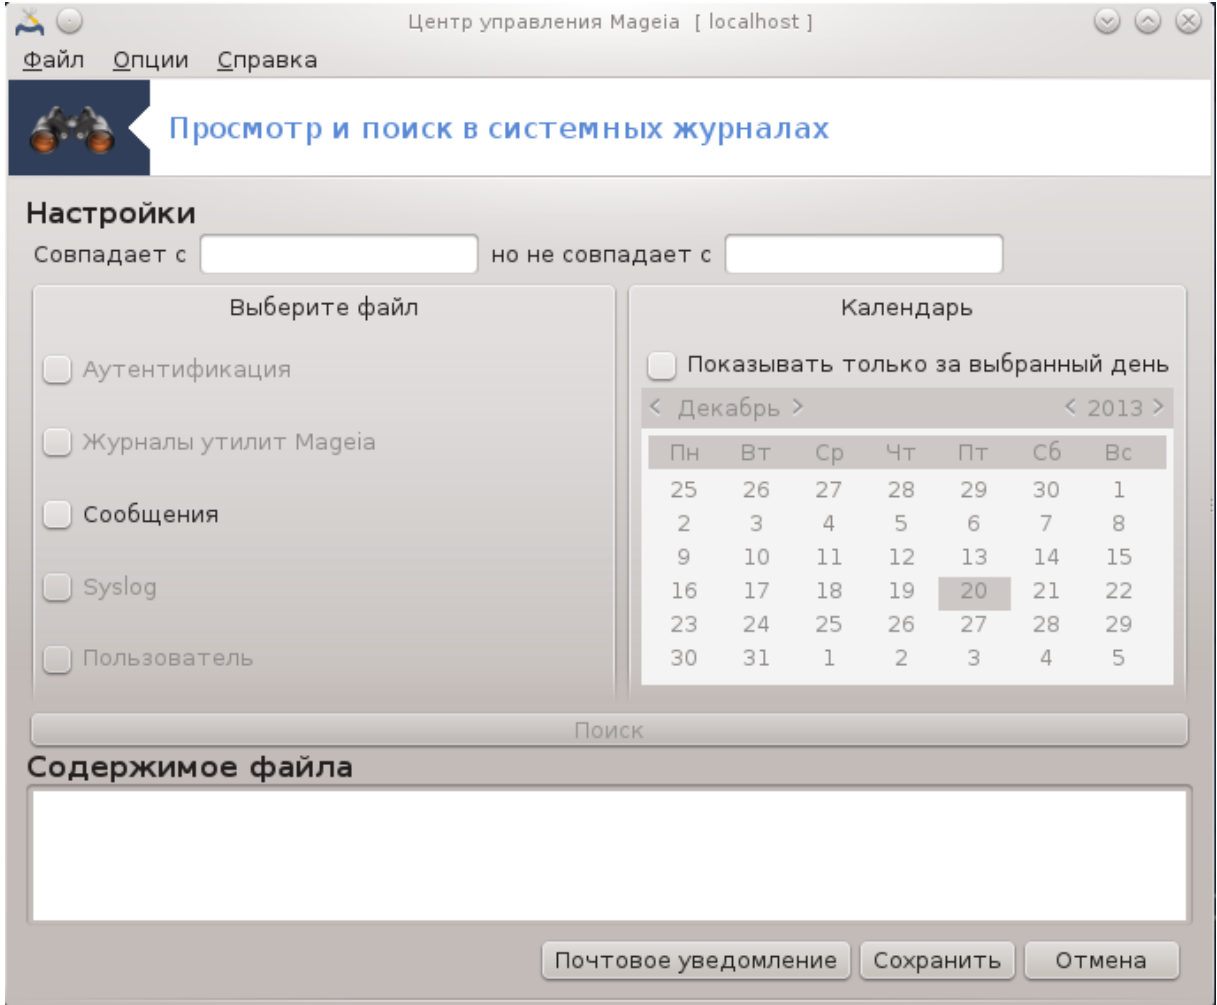 Центр управления Mageia [ localhost ]
Файл Опции Справка
Просмотр и поиск в системных журналах
Настройки
Совпадает с но не совпадает с
Выберите файл
Аутентификация
Журналы утилит Mageia
Сообщения
Syslog
Пользователь
Календарь
Показывать только за выбранный день
< Декабрь > < 2013 >
Пн Вт Ср Чт Пт Сб Вс
25 26 27 28 29 30 1
2 3 4 5 6 7 8
9 10 11 12 13 14 15
16 17 18 19 20 21 22
23 24 25 26 27 28 29
30 31 1 2 3 4 5
Поиск
Содержимое файла
Почтовое уведомление Сохранить Отмена